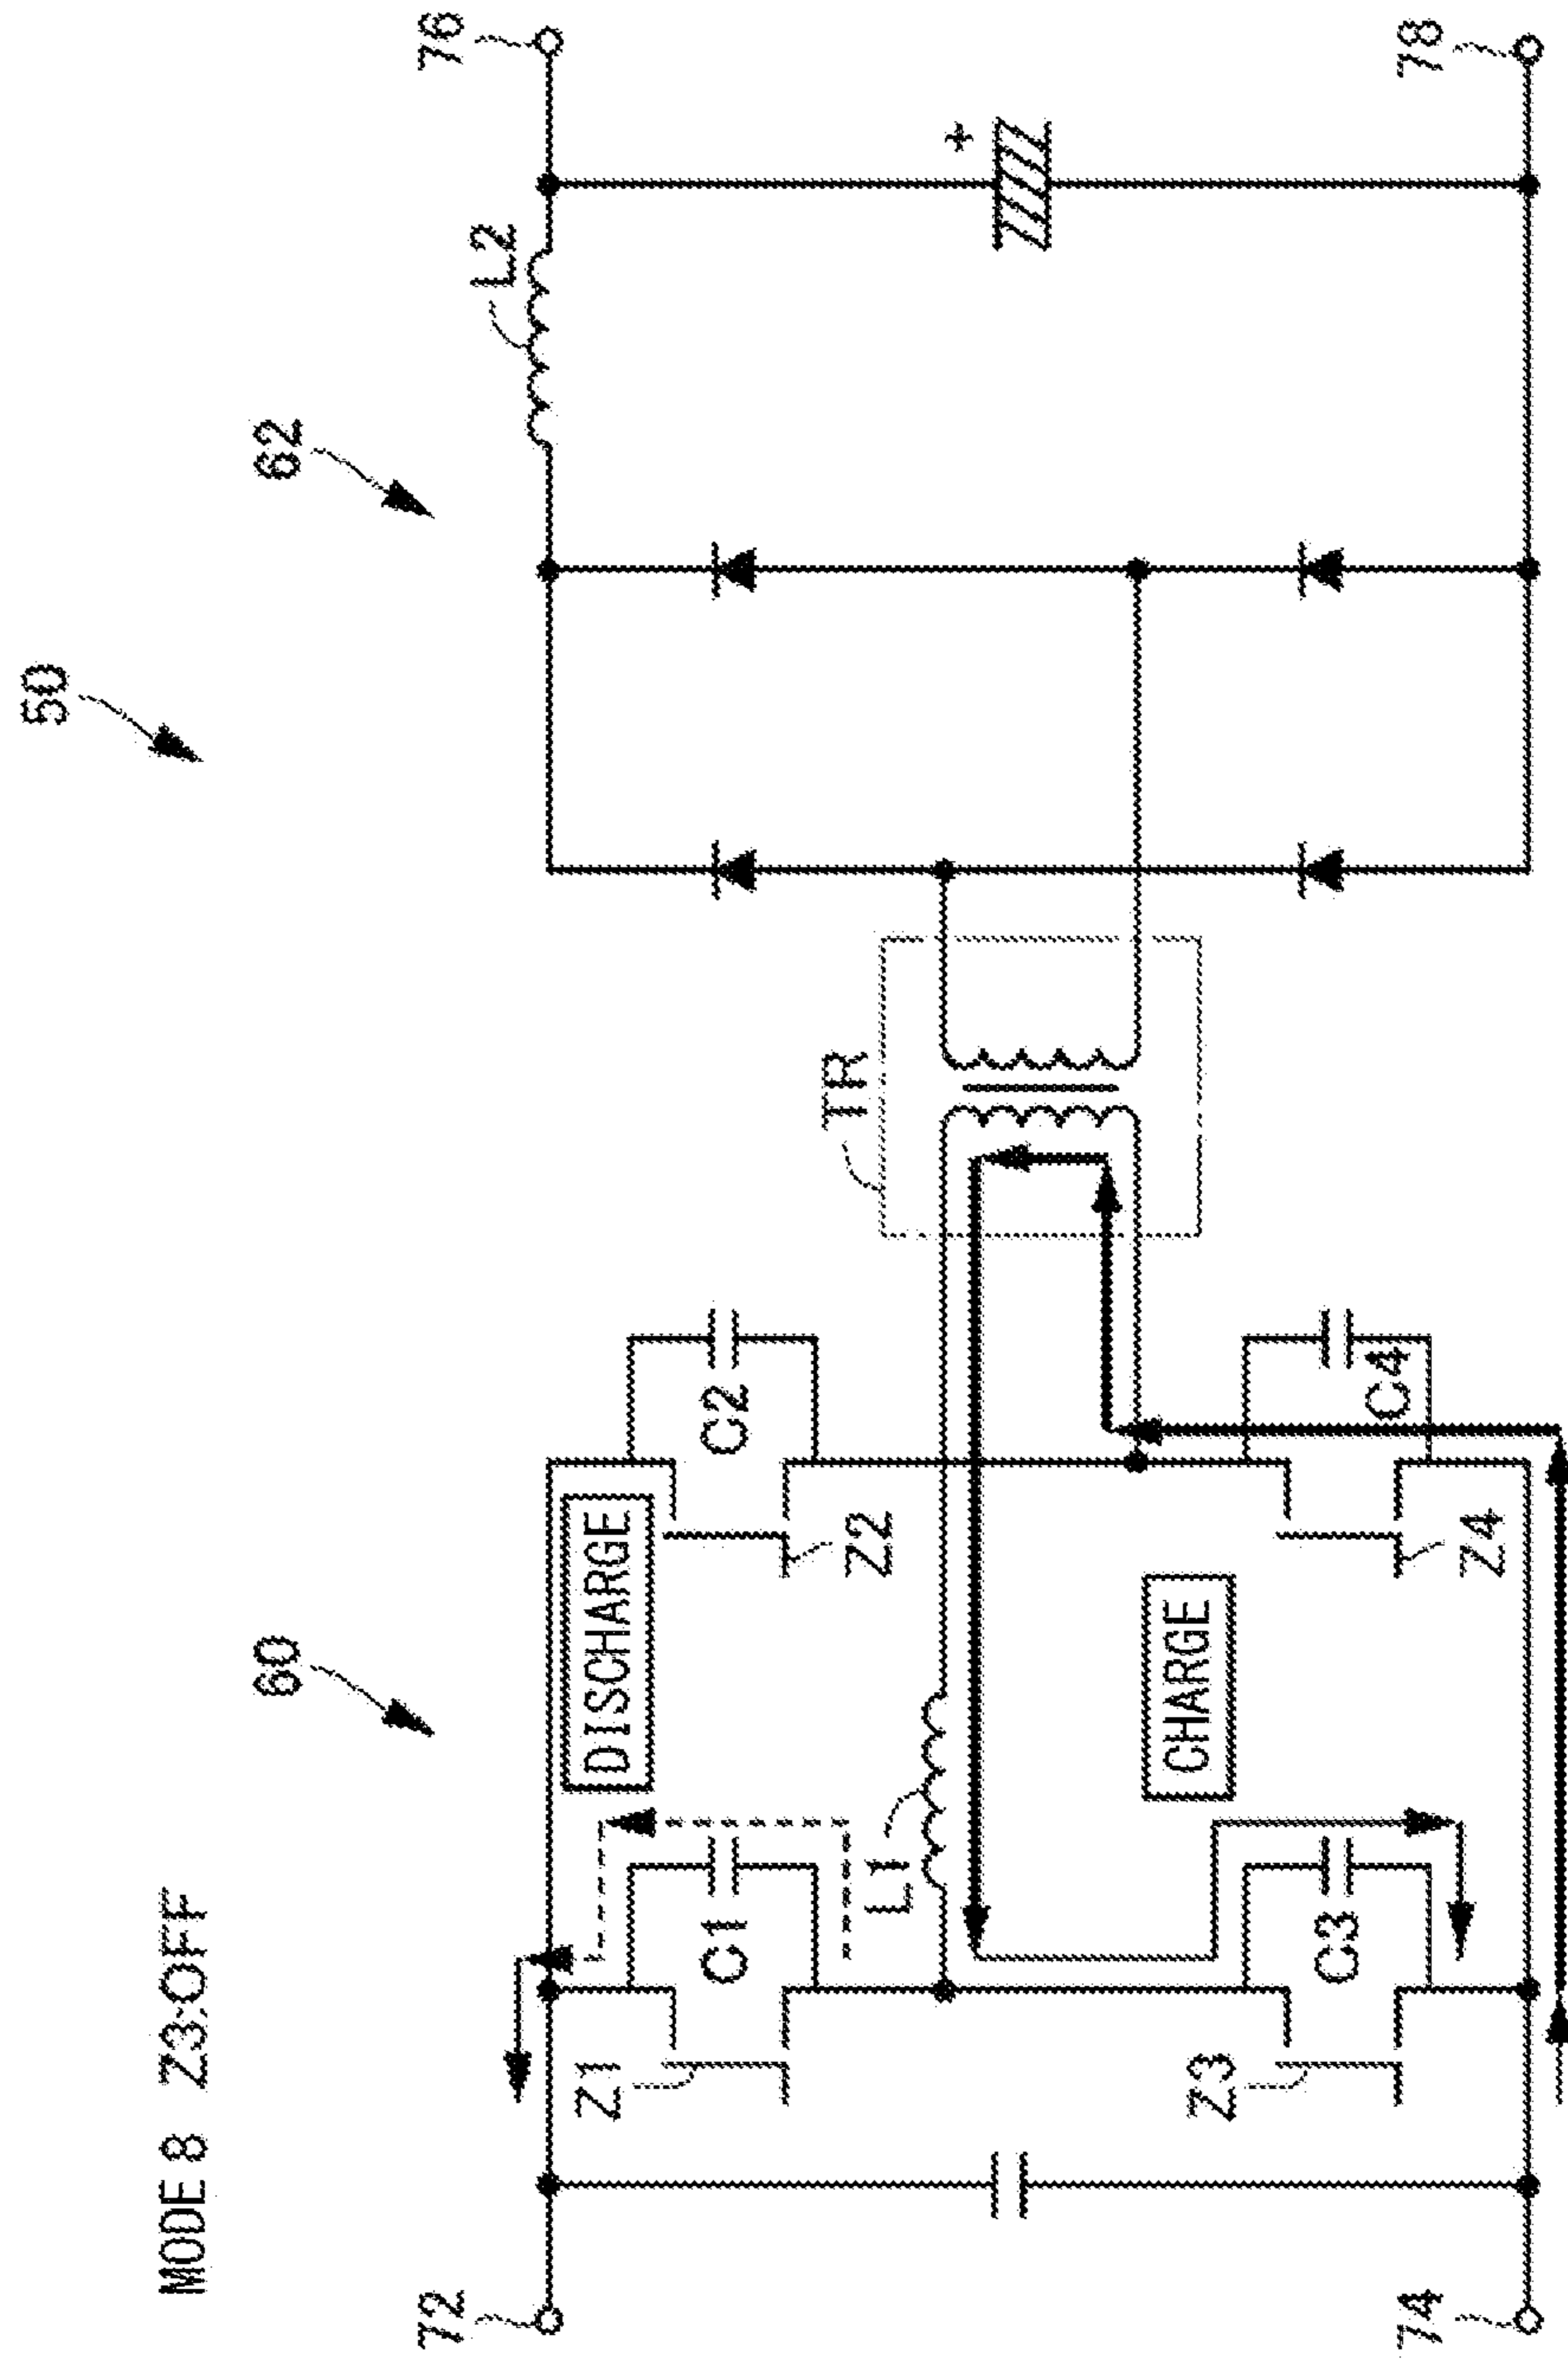 MODE 8 Z3:OFF
50
60
62
72
DISCHARGE
L2
76
Z1
C1
Z2
C2
L1
TR
+
CHARGE
Z3
C3
Z4
C4
74
78